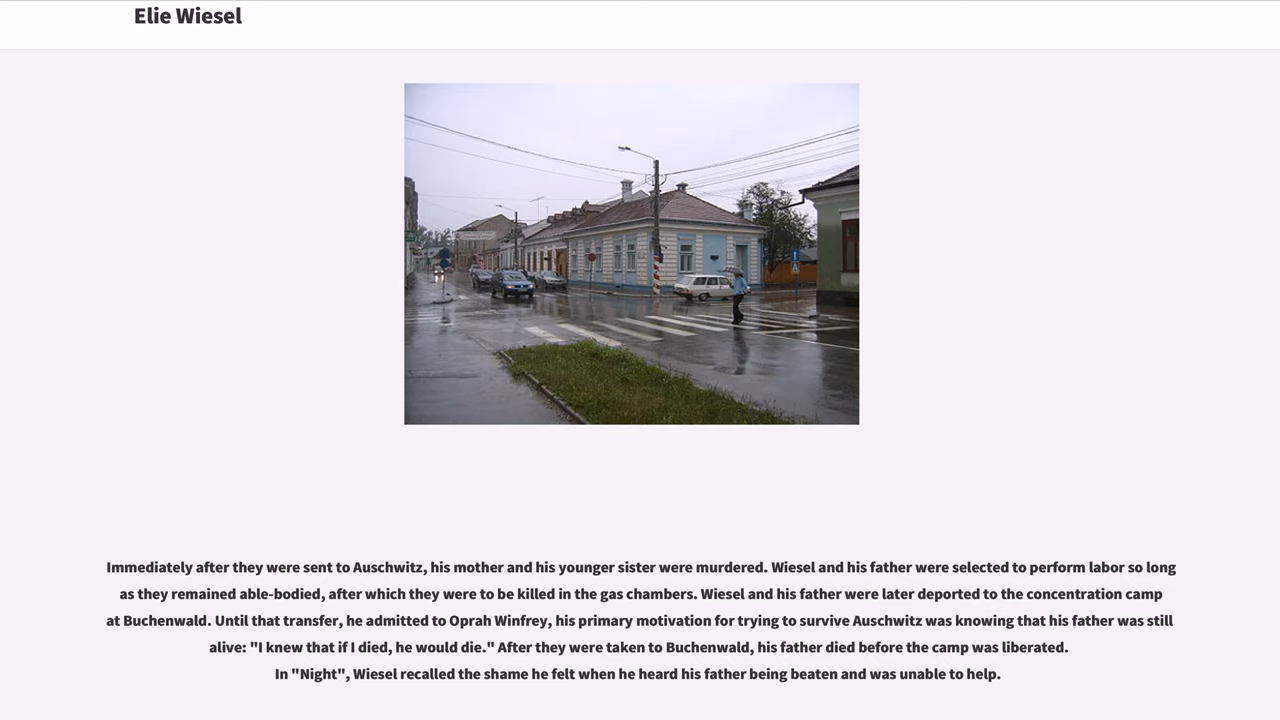 Elie Wiesel
Immediately after they were sent to Auschwitz, his mother and his younger sister were murdered. Wiesel and his father were selected to perform labor so long
as they remained able-bodied, after which they were to be killed in the gas chambers. Wiesel and his father were later deported to the concentration camp
at Buchenwald. Until that transfer, he admitted to Oprah Winfrey, his primary motivation for trying to survive Auschwitz was knowing that his father was still
alive: "I knew that if I died, he would die." After they were taken to Buchenwald, his father died before the camp was liberated.
In "Night", Wiesel recalled the shame he felt when he heard his father being beaten and was unable to help.